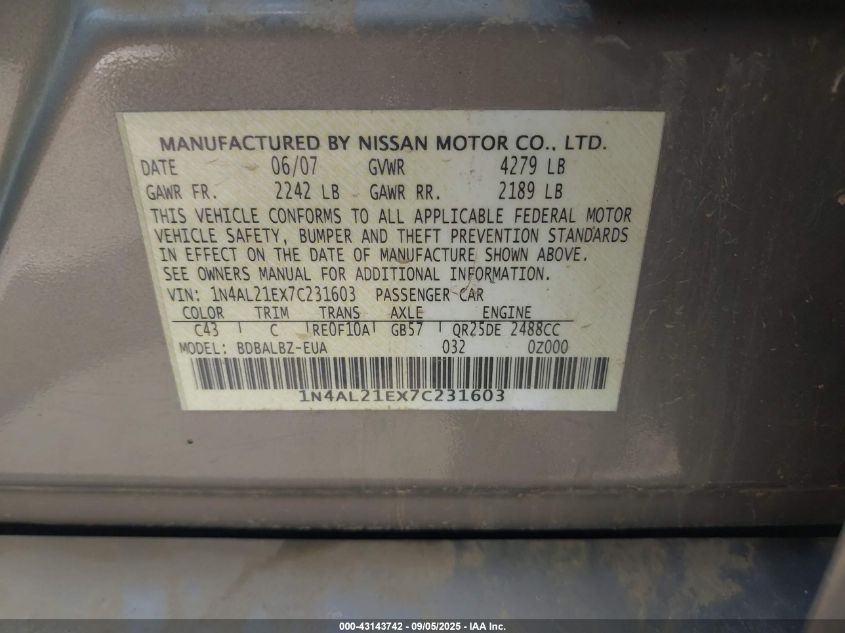 MANUFACTURED BY NISSAN MOTOR CO., LTD.
DATE 06/07 GVWR 4279 LB
GAWR FR. 2242 LB GAWR RR. 2189 LB
THIS VEHICLE CONFORMS TO ALL APPLICABLE FEDERAL MOTOR
VEHICLE SAFETY, BUMPER AND THEFT PREVENTION STANDARDS
IN EFFECT ON THE DATE OF MANUFACTURE SHOWN ABOVE.
SEE OWNERS MANUAL FOR ADDITIONAL INFORMATION.
VIN: 1N4AL21EX7C231603 PASSENGER CAR
COLOR TRIM TRANS AXLE ENGINE
C43 C RE0F10A GB57 QR25DE 2488CC
MODEL: BDBALBZ-EUA 032 0Z000
1N4AL21EX7C231603
000-43143742 - 09/05/2025 - IAA Inc.